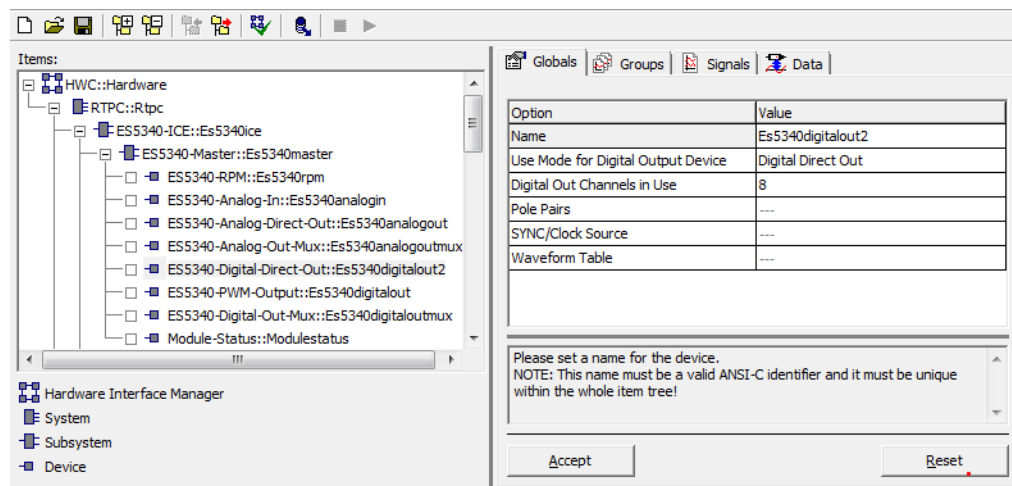 Items:
HWC::Hardware
RTPC::Rtpc
ES5340-ICE::Es5340ice
ES5340-Master::Es5340master
ES5340-RPM::Es5340rpm
ES5340-Analog-In::Es5340analogin
ES5340-Analog-Direct-Out::Es5340analogout
ES5340-Analog-Out-Mux::Es5340analogoutmux
ES5340-Digital-Direct-Out::Es5340digitalout2
ES5340-PWM-Output::Es5340digitalout
ES5340-Digital-Out-Mux::Es5340digitaloutmux
Module-Status::Modulestatus
Hardware Interface Manager
System
Subsystem
Device
Globals Groups Signals Data
Option Value
Name Es5340digitalout2
Use Mode for Digital Output Device Digital Direct Out
Digital Out Channels in Use 8
Pole Pairs ---
SYNC/Clock Source ---
Waveform Table ---
Please set a name for the device.
NOTE: This name must be a valid ANSI-C identifier and it must be unique
within the whole item tree!
Accept Reset